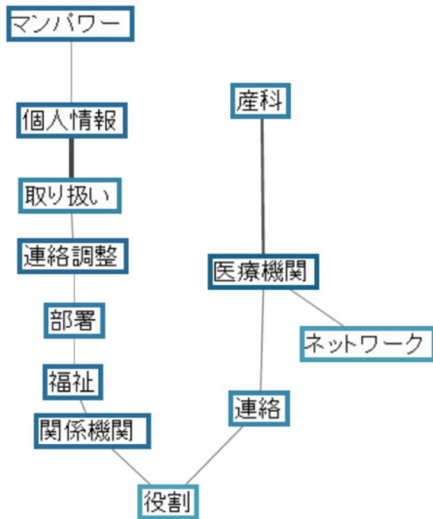 マンパワー
産科
個人情報
取り扱い
連絡調整
医療機関
部署
ネットワーク
福祉
連絡
関係機関
役割